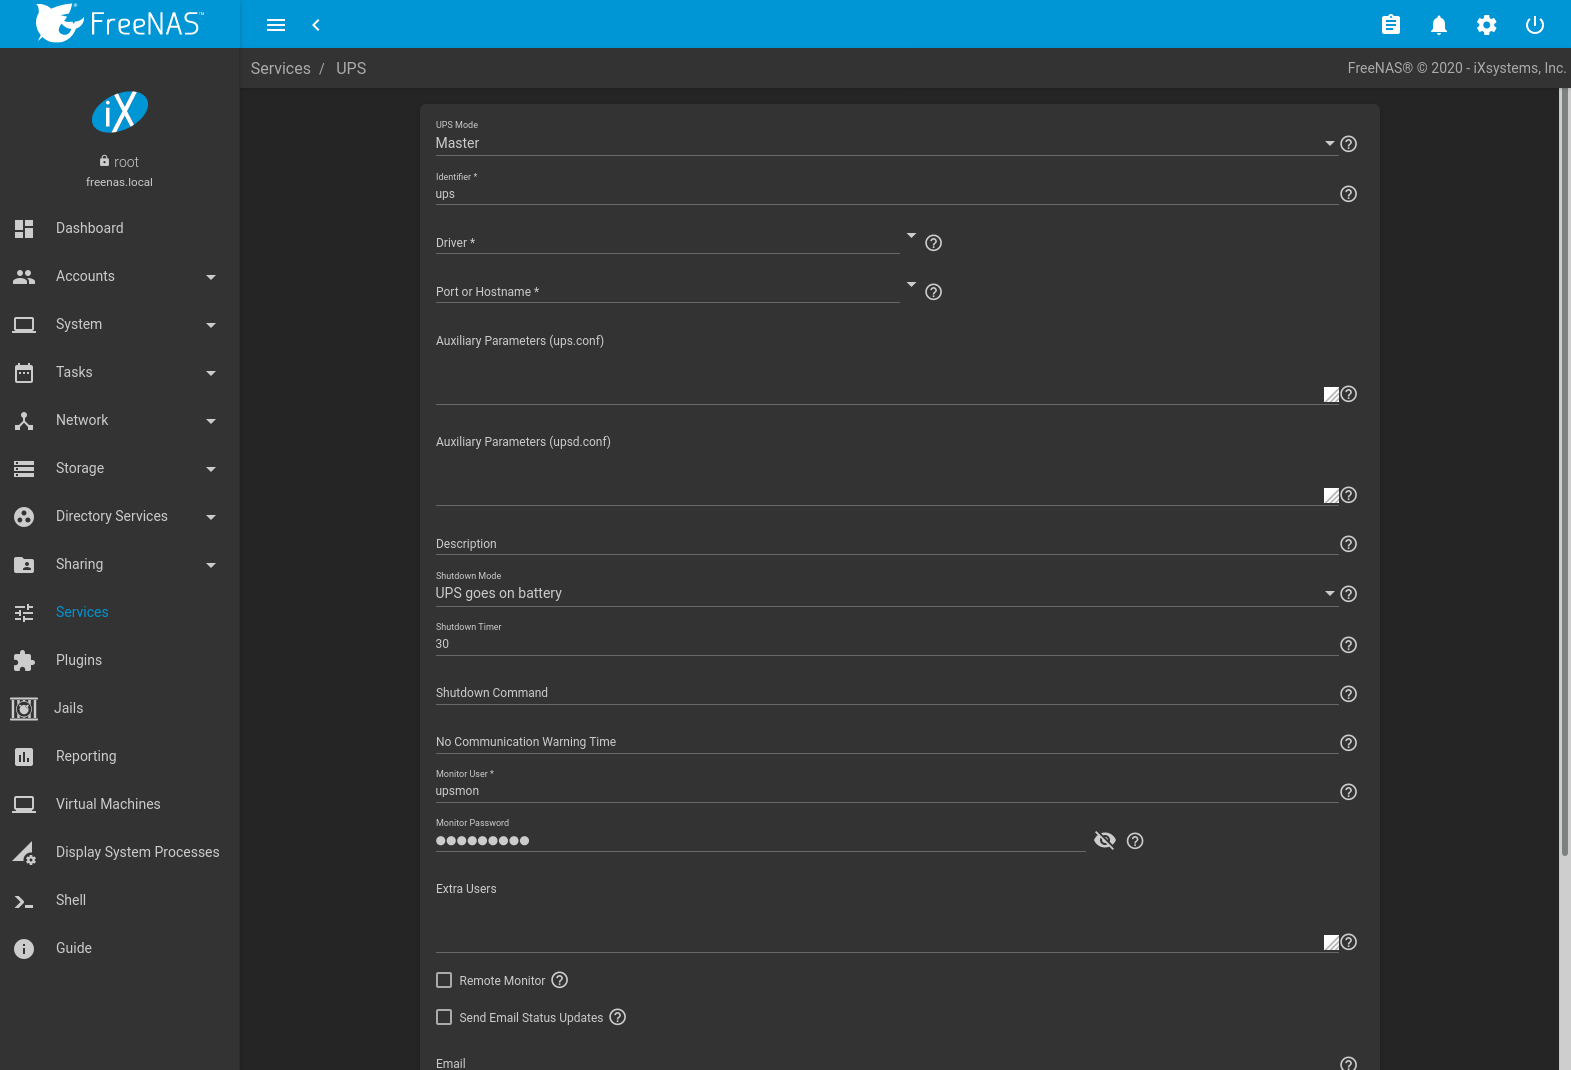 FreeNAS™
Services / UPS
FreeNAS® © 2020 - iXsystems, Inc.
iX
root
freenas.local
Dashboard
Accounts
System
Tasks
Network
Storage
Directory Services
Sharing
Services
Plugins
Jails
Reporting
Virtual Machines
Display System Processes
Shell
Guide
UPS Mode
Master
Identifier *
ups
Driver *
Port or Hostname *
Auxiliary Parameters (ups.conf)
Auxiliary Parameters (upsd.conf)
Description
Shutdown Mode
UPS goes on battery
Shutdown Timer
30
Shutdown Command
No Communication Warning Time
Monitor User *
upsmon
Monitor Password
●●●●●●●●●
Extra Users
Remote Monitor
Send Email Status Updates
Email